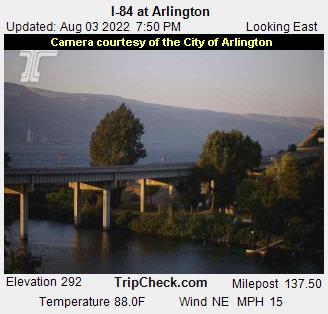 I-84 at Arlington
Updated: Aug 03 2022 7:50 PM Looking East
Camera courtesy of the City of Arlington
Elevation 292 TripCheck.com Milepost 137.50
Temperature 88.0F Wind NE MPH 15